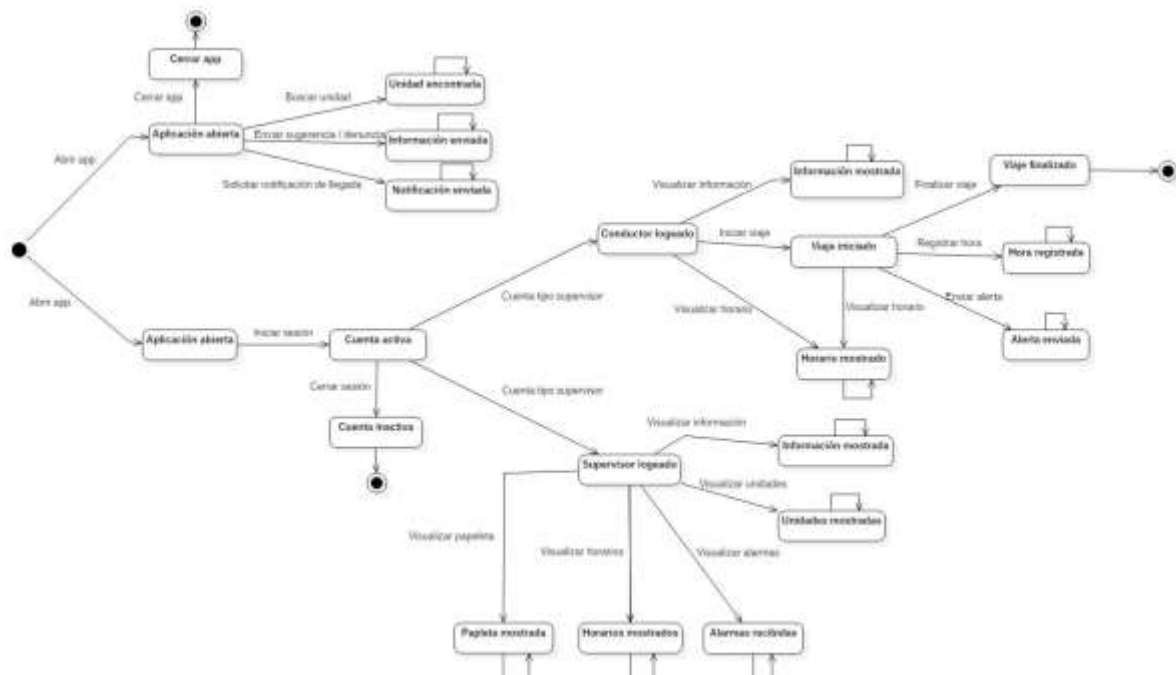 Cerrar app
Cerrar app
Unidad encontrada
Buscar unidad
Aplicación abierta
Enviar sugerencia / denuncia
Información enviada
Abrir app
Solicitar notificación de llegada
Notificación enviada
Visualizar información
Información mostrada
Finalizar viaje
Viaje finalizado
Conductor logeado
Iniciar viaje
Viaje iniciado
Registrar hora
Hora registrada
Abrir app
Cuenta tipo supervisor
Visualizar horario
Visualizar horario
Enviar alerta
Aplicación abierta
Iniciar sesión
Cuenta activa
Horario mostrado
Alerta enviada
Cerrar sesión
Cuenta tipo supervisor
Cuenta inactiva
Visualizar información
Información mostrada
Supervisor logeado
Visualizar unidades
Unidades mostradas
Visualizar papeleta
Visualizar horarios
Visualizar alarmas
Horarios mostrados
Alarmas recibidas